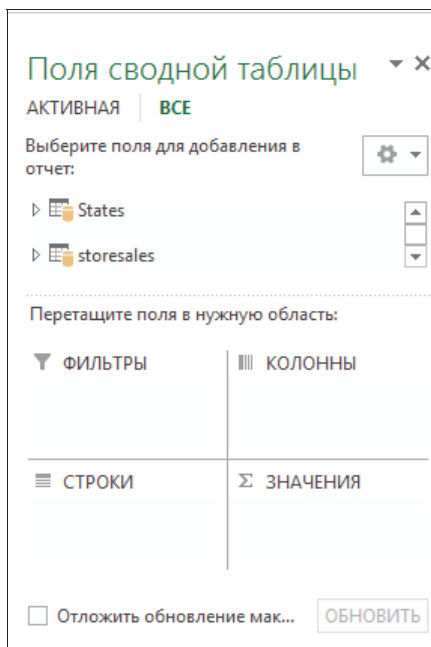 Поля сводной таблицы
АКТИВНАЯ ВСЕ
Выберите поля для добавления в
отчет:
States
storesales
Перетащите поля в нужную область:
ФИЛЬТРЫ КОЛОННЫ
СТРОКИ Σ ЗНАЧЕНИЯ
Отложить обновление мак... ОБНОВИТЬ